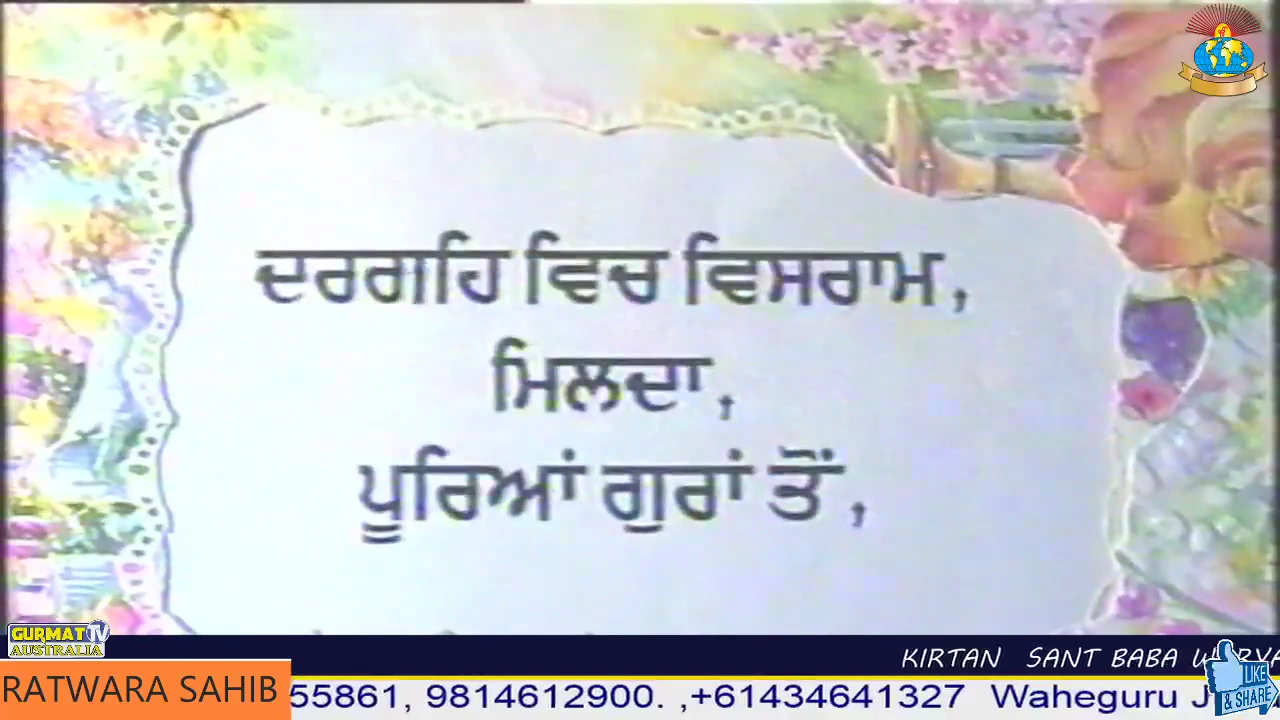 ਦਰਗਹਿ ਵਿਚ ਵਿਸਰਾਮ,
ਮਿਲਦਾ,
ਪੂਰਿਆਂ ਗੁਰਾਂ ਤੋਂ,
GURMAT TV
AUSTRALIA
KIRTAN SANT BABA
RATWARA SAHIB 55861, 9814612900. ,+61434641327 Waheguru
LIKE
& SHARE